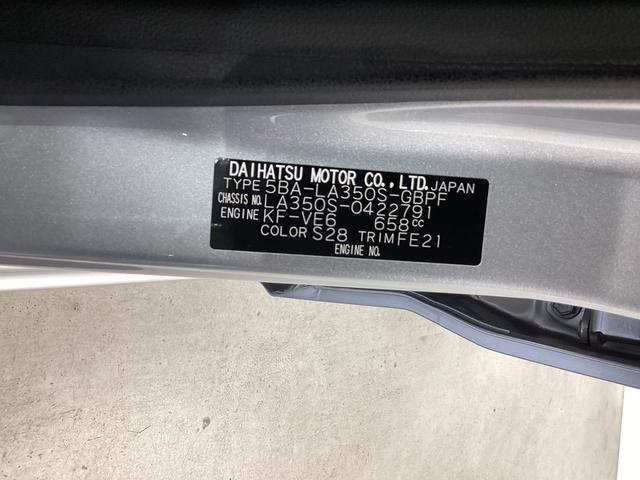 DAIHATSU MOTOR CO., LTD. JAPAN
TYPE 5BA-LA350S-GBPF
CHASSIS NO. LA350S-0422791
ENGINE KF-VE6 658cc
COLOR S28 TRIM FE21
ENGINE NO.